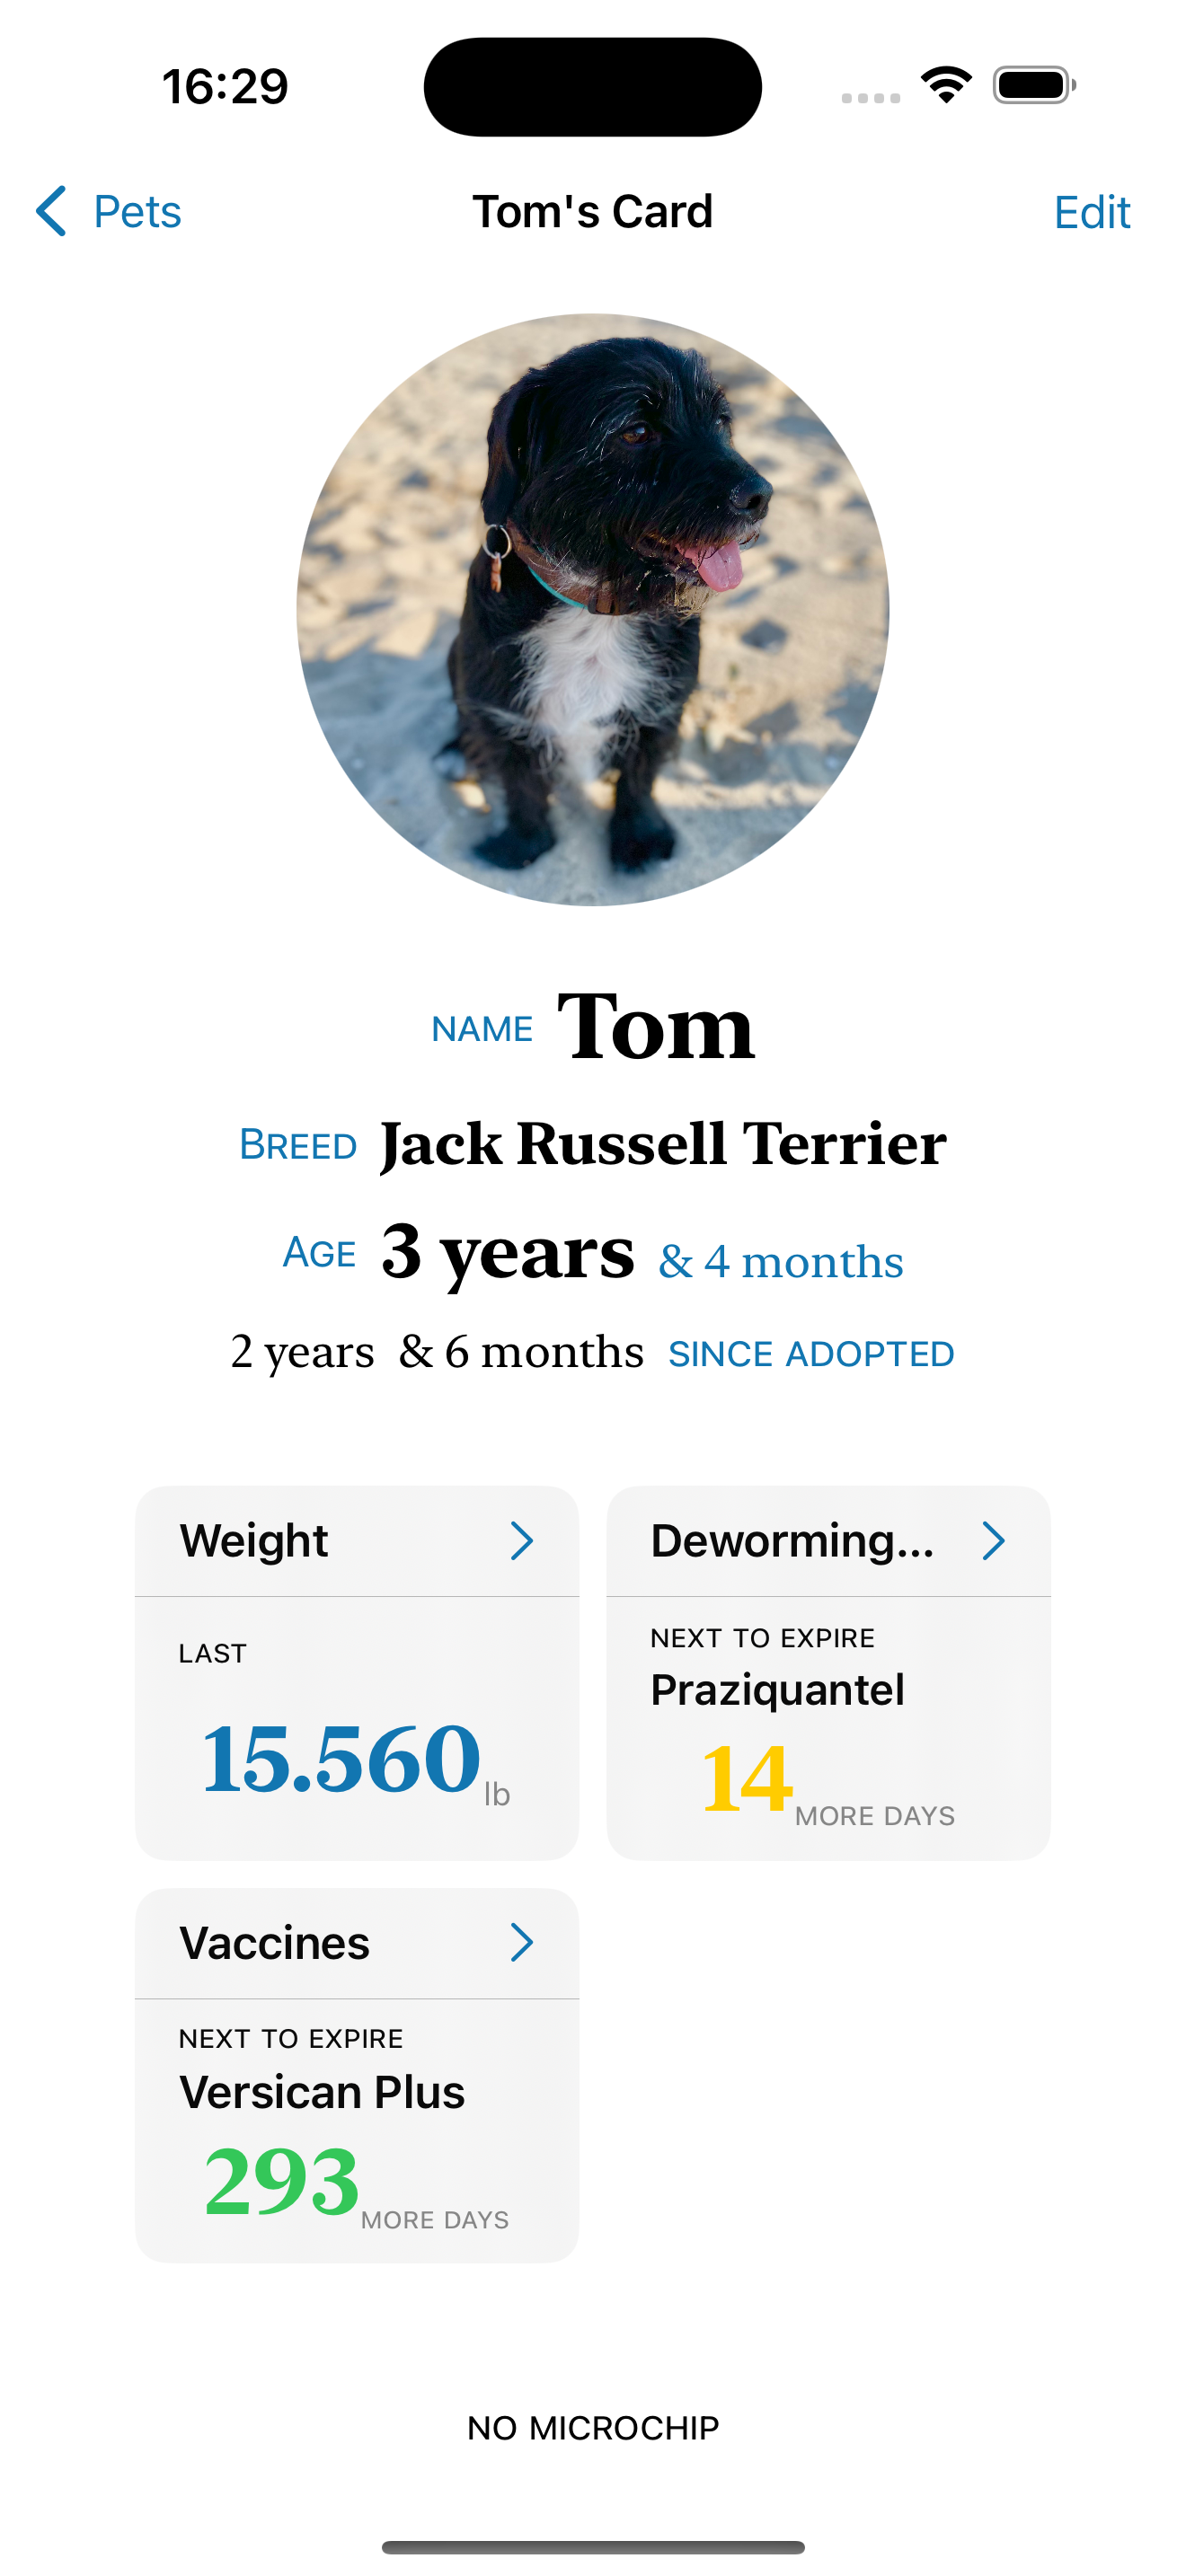 16:29
Pets Tom's Card Edit
NAME Tom
BREED Jack Russell Terrier
AGE 3 years & 4 months
2 years & 6 months SINCE ADOPTED
Weight
LAST
15.560 lb
Deworming...
NEXT TO EXPIRE
Praziquantel
14 MORE DAYS
Vaccines
NEXT TO EXPIRE
Versican Plus
293 MORE DAYS
NO MICROCHIP